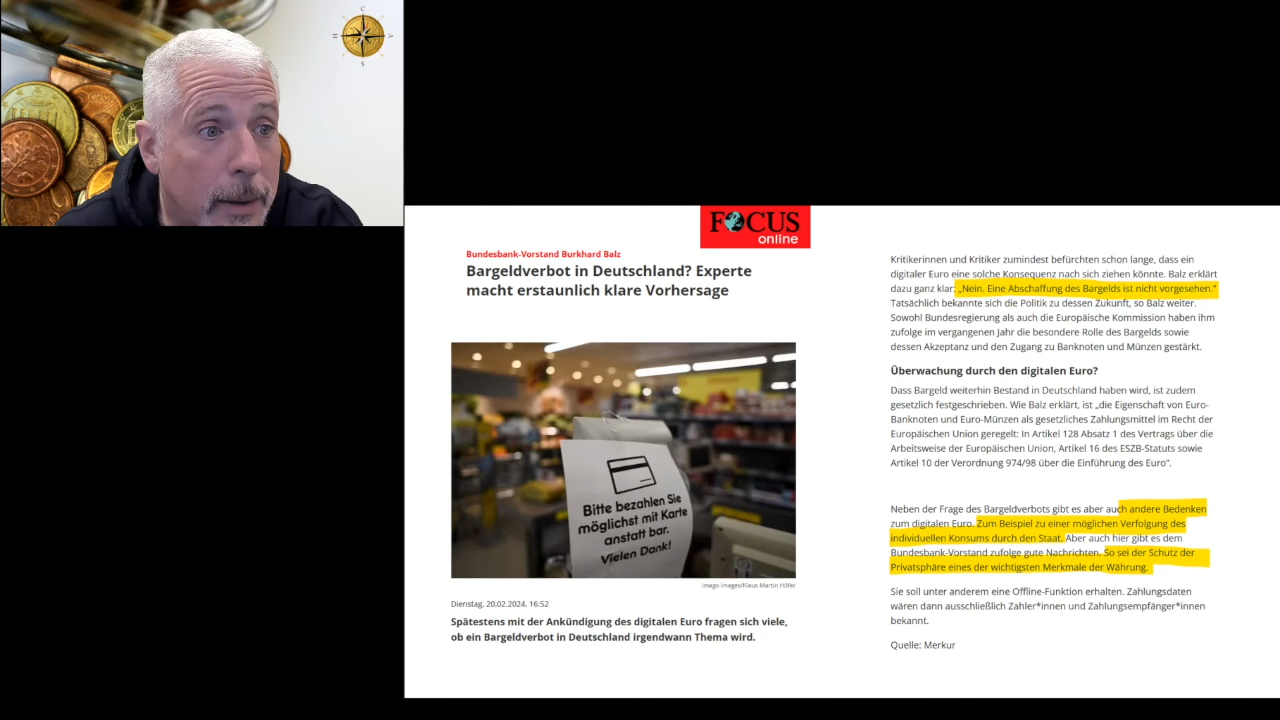 C
H
A
S
FOCUS
online
Bundesbank-Vorstand Burkhard Balz
Bargeldverbot in Deutschland? Experte
macht erstaunlich klare Vorhersage
Bitte bezahlen Sie
möglichst mit Karte
anstatt bar.
Vielen Dank!
imago images/Klaus Martin Höfer
Dienstag, 20.02.2024, 16:52
Spätestens mit der Ankündigung des digitalen Euro fragen sich viele,
ob ein Bargeldverbot in Deutschland irgendwann Thema wird.
Kritikerinnen und Kritiker zumindest befürchten schon lange, dass ein
digitaler Euro eine solche Konsequenz nach sich ziehen könnte. Balz erklärt
dazu ganz klar: „Nein. Eine Abschaffung des Bargelds ist nicht vorgesehen.“
Tatsächlich bekannte sich die Politik zu dessen Zukunft, so Balz weiter.
Sowohl Bundesregierung als auch die Europäische Kommission haben ihm
zufolge im vergangenen Jahr die besondere Rolle des Bargelds sowie
dessen Akzeptanz und den Zugang zu Banknoten und Münzen gestärkt.
Überwachung durch den digitalen Euro?
Dass Bargeld weiterhin Bestand in Deutschland haben wird, ist zudem
gesetzlich festgeschrieben. Wie Balz erklärt, ist „die Eigenschaft von Euro-
Banknoten und Euro-Münzen als gesetzliches Zahlungsmittel im Recht der
Europäischen Union geregelt: In Artikel 128 Absatz 1 des Vertrags über die
Arbeitsweise der Europäischen Union, Artikel 16 des ESZB-Statuts sowie
Artikel 10 der Verordnung 974/98 über die Einführung des Euro“.
Neben der Frage des Bargeldverbots gibt es aber auch andere Bedenken
zum digitalen Euro. Zum Beispiel zu einer möglichen Verfolgung des
individuellen Konsums durch den Staat. Aber auch hier gibt es dem
Bundesbank-Vorstand zufolge gute Nachrichten. So sei der Schutz der
Privatsphäre eines der wichtigsten Merkmale der Währung.
Sie soll unter anderem eine Offline-Funktion erhalten. Zahlungsdaten
wären dann ausschließlich Zahler*innen und Zahlungsempfänger*innen
bekannt.
Quelle: Merkur